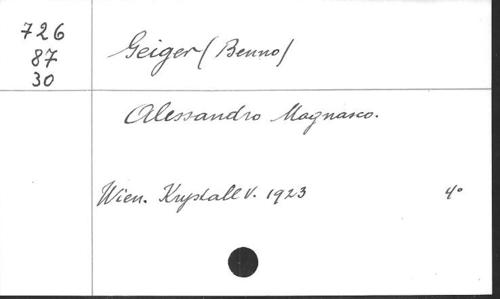 726
87
30
Geiger (Benno)
Alessandro Magnasco.
Wien. Krystall V. 1923 4°